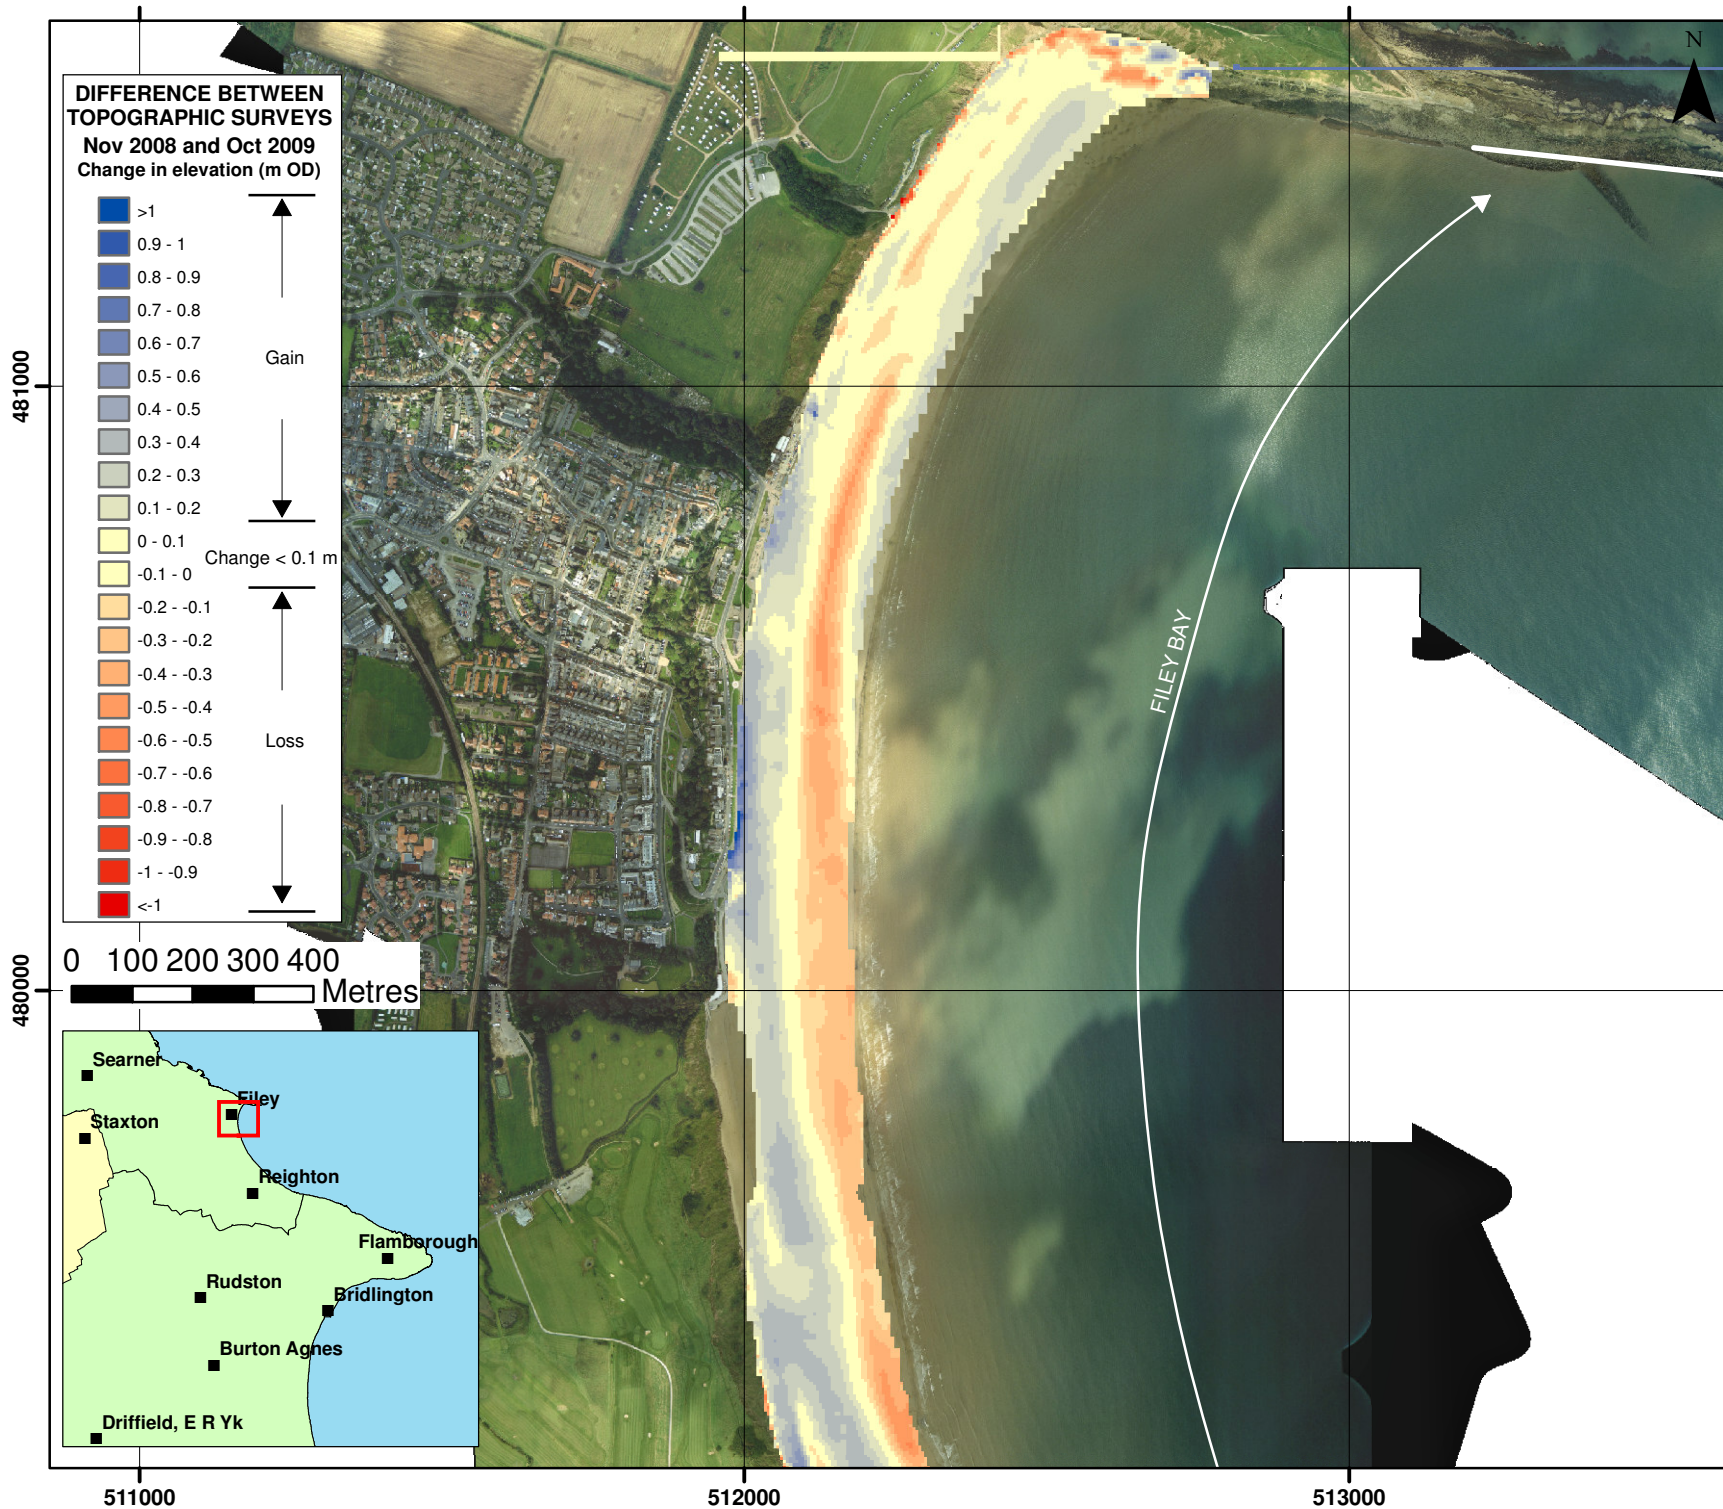 N
DIFFERENCE BETWEEN
TOPOGRAPHIC SURVEYS
Nov 2008 and Oct 2009
Change in elevation (m OD)
>1
0.9 - 1
0.8 - 0.9
0.7 - 0.8
0.6 - 0.7
0.5 - 0.6
0.4 - 0.5
0.3 - 0.4
0.2 - 0.3
0.1 - 0.2
0 - 0.1
-0.1 - 0
-0.2 - -0.1
-0.3 - -0.2
-0.4 - -0.3
-0.5 - -0.4
-0.6 - -0.5
-0.7 - -0.6
-0.8 - -0.7
-0.9 - -0.8
-1 - -0.9
<-1
Gain
Change < 0.1 m
Loss
481000
480000
FILEY BAY
0 100 200 300 400
Metres
Searner
Filey
Staxton
Reighton
Flamborough
Rudston
Bridlington
Burton Agnes
Driffield, E R Yk
511000
512000
513000